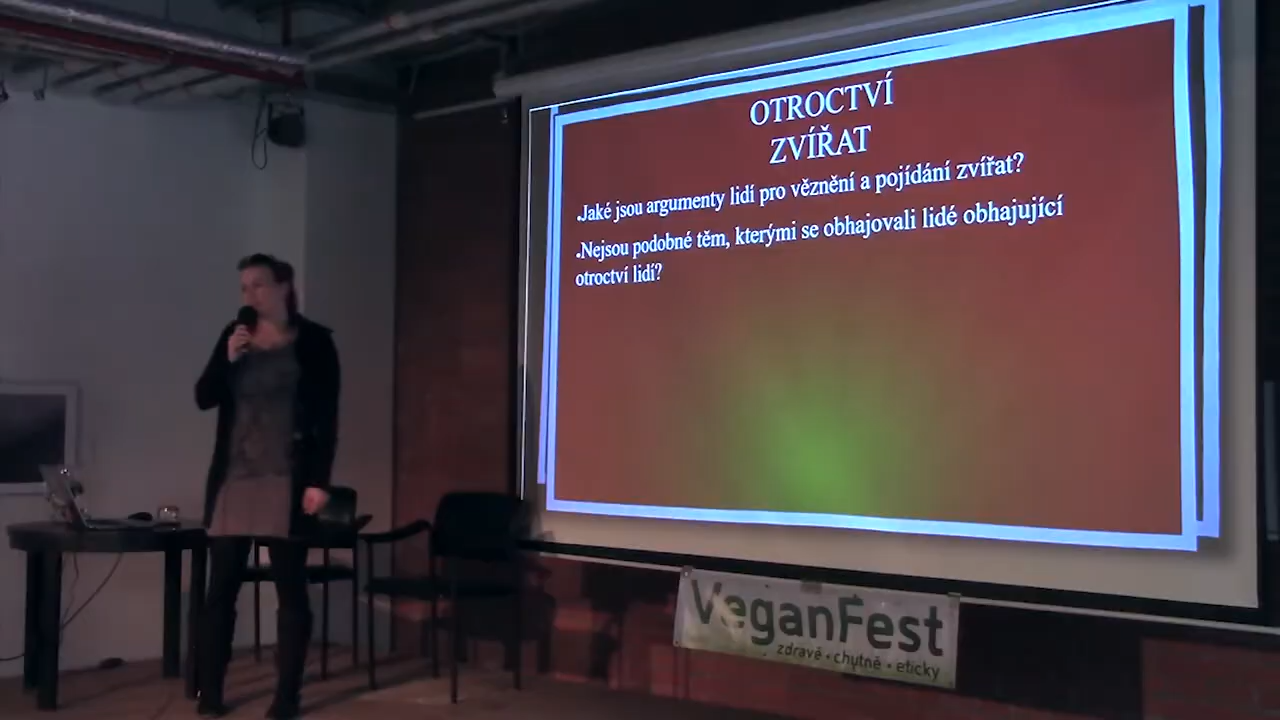 OTROCTVÍ
ZVÍŘAT
•Jaké jsou argumenty lidí pro věznění a pojídání zvířat?
•Nejsou podobné těm, kterými se obhajovali lidé obhajující
otroctví lidí?
VeganFest
zdravě • chutně • eticky